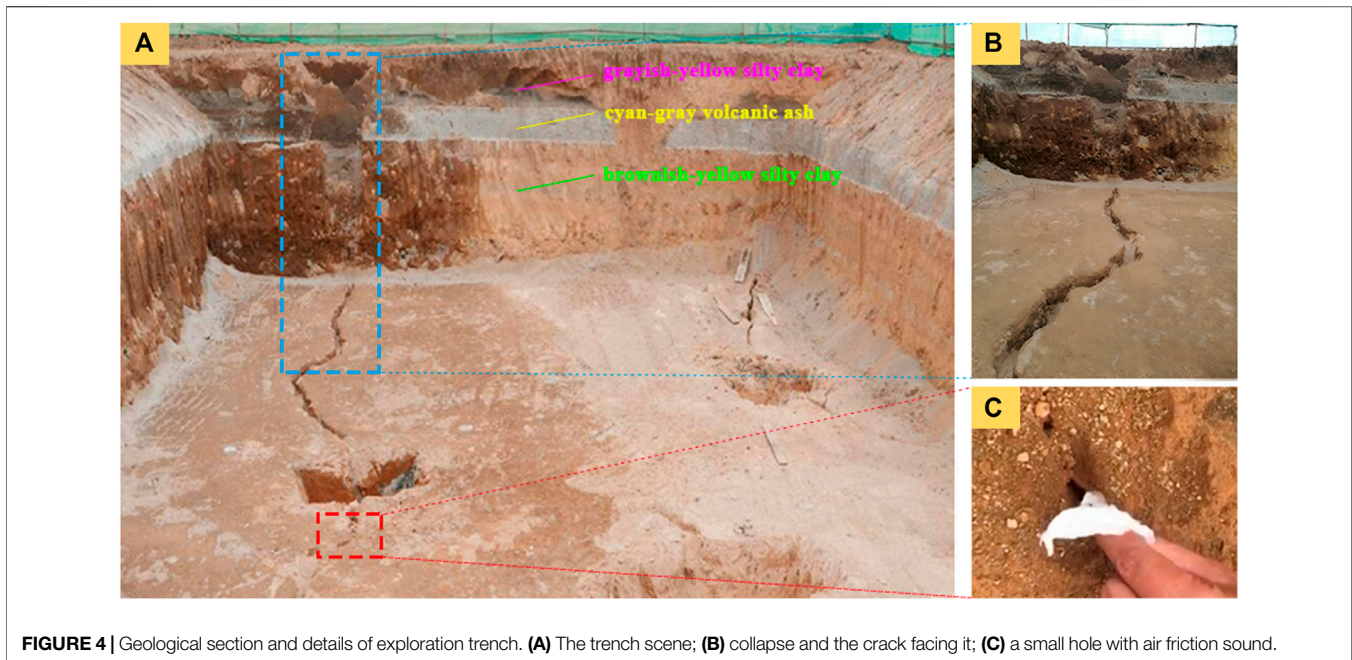 A
grayish-yellow silty clay
cyan-gray volcanic ash
brownish-yellow silty clay
B
C
FIGURE 4 | Geological section and details of exploration trench. (A) The trench scene; (B) collapse and the crack facing it; (C) a small hole with air friction sound.